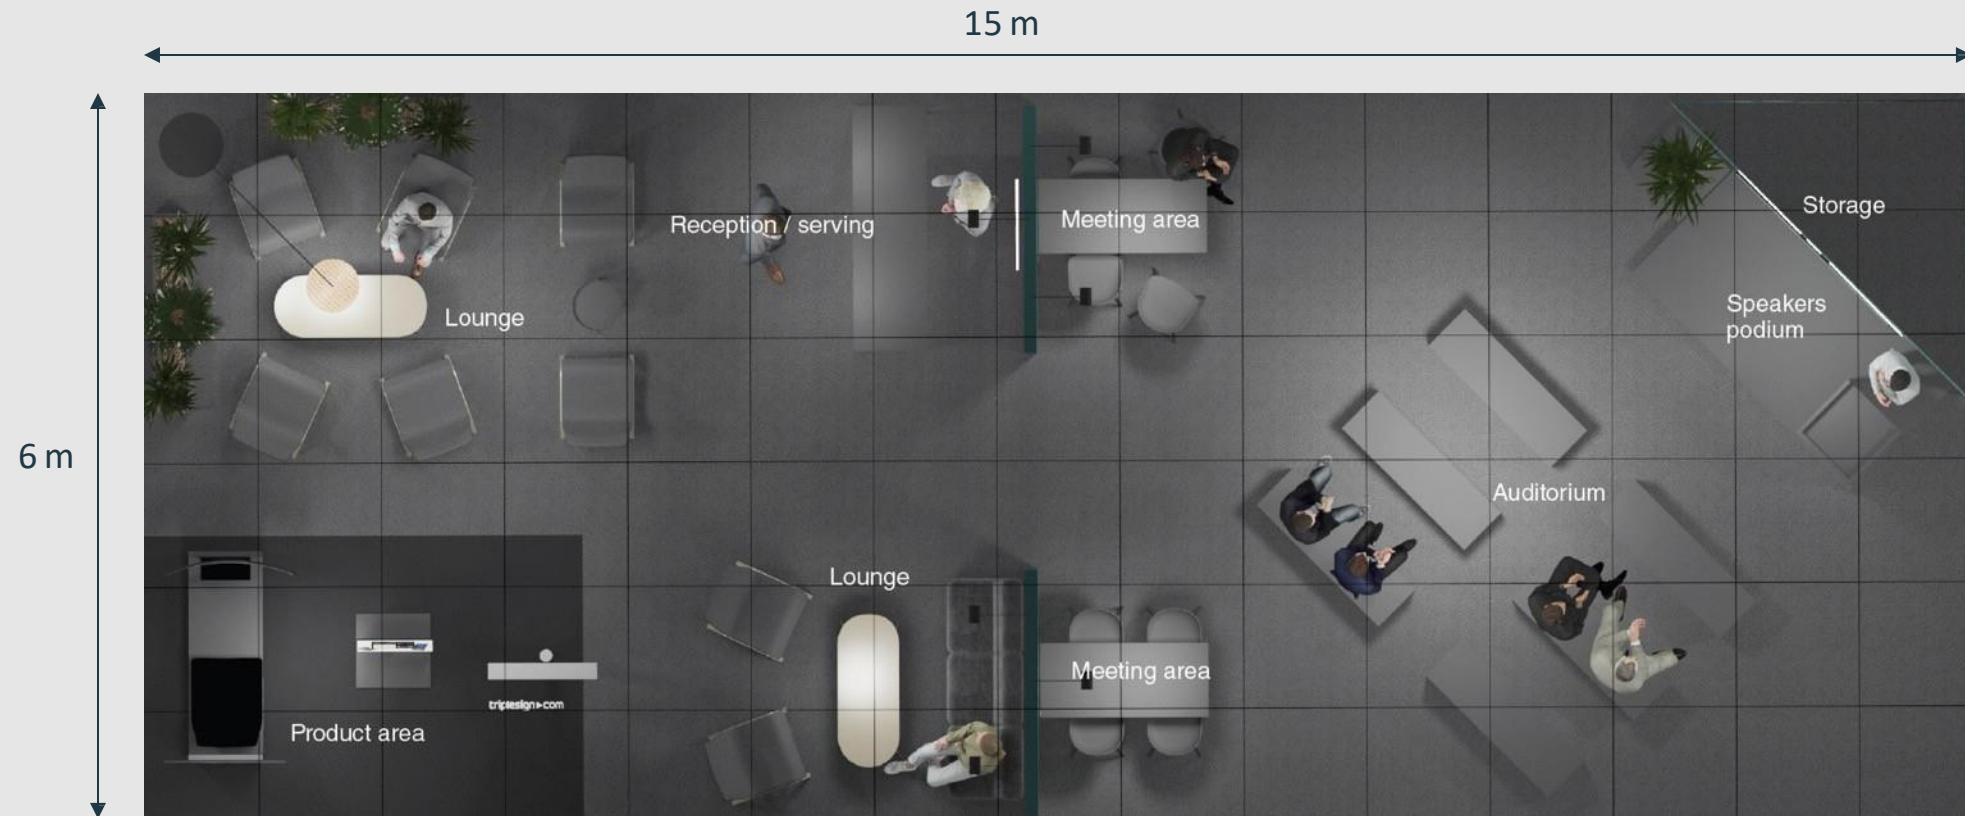 15 m
6 m
Reception / serving
Meeting area
Storage
Lounge
Speakers
podium
Auditorium
Lounge
Meeting area
Product area
triplesign▸com